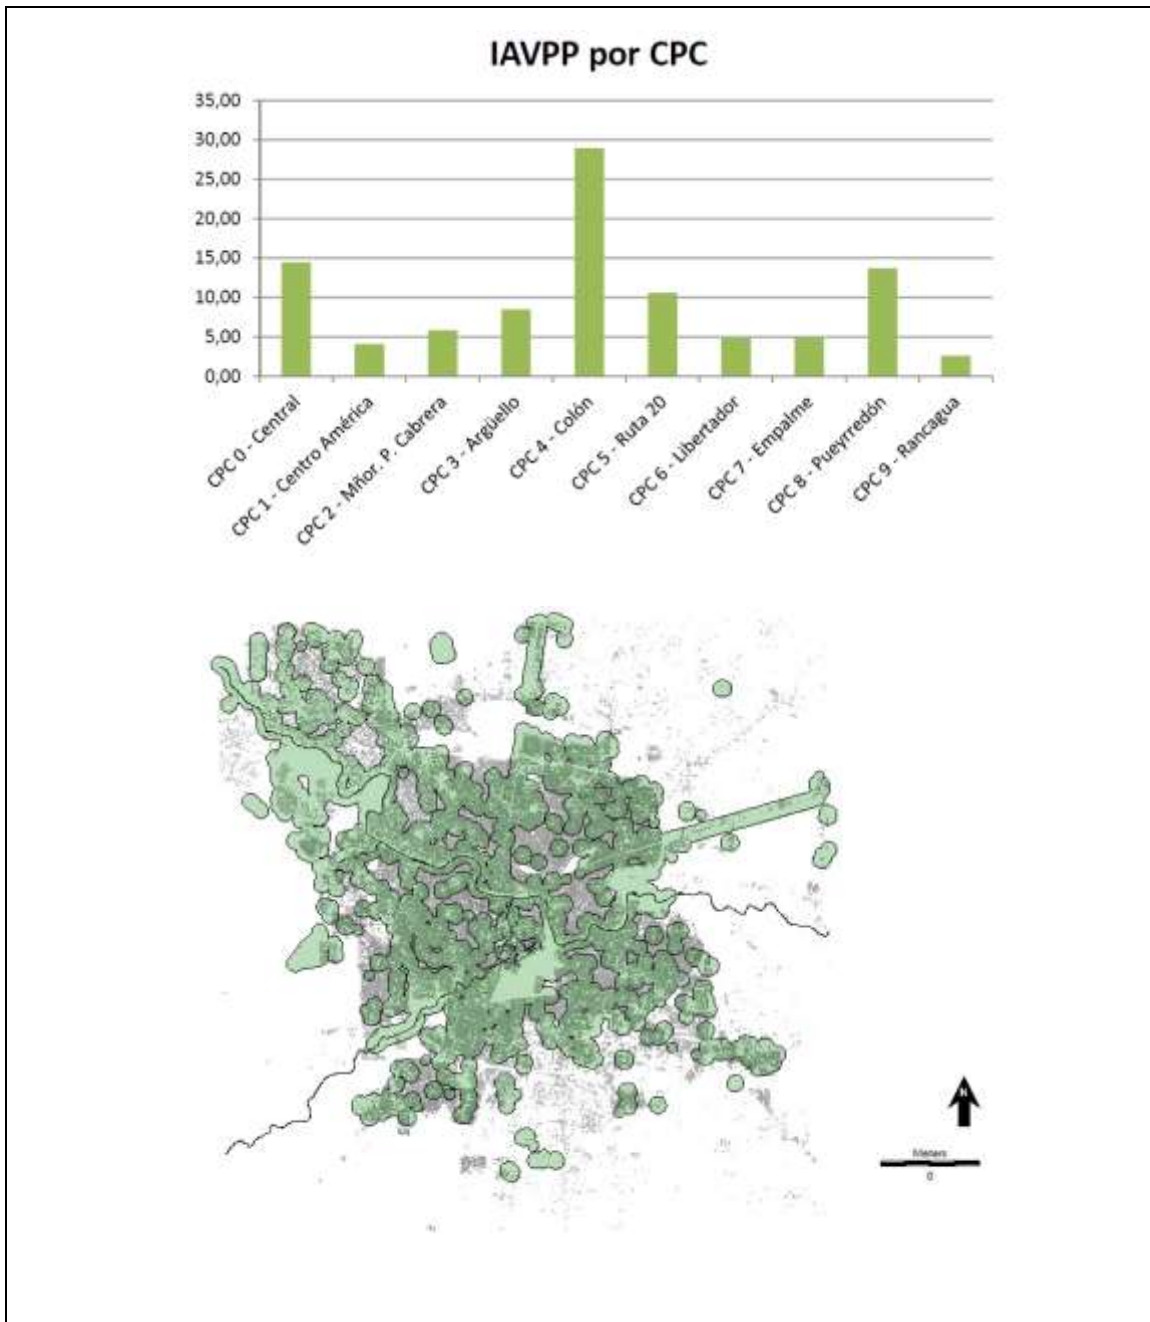 IAVPP por CPC
35,00
30,00
25,00
20,00
15,00
10,00
5,00
0,00
CPC 0 - Central
CPC 1 - Centro América
CPC 2 - Mñor. P. Cabrera
CPC 3 - Argüello
CPC 4 - Colón
CPC 5 - Ruta 20
CPC 6 - Libertador
CPC 7 - Empalme
CPC 8 - Pueyrredón
CPC 9 - Rancagua
N
Meters
0